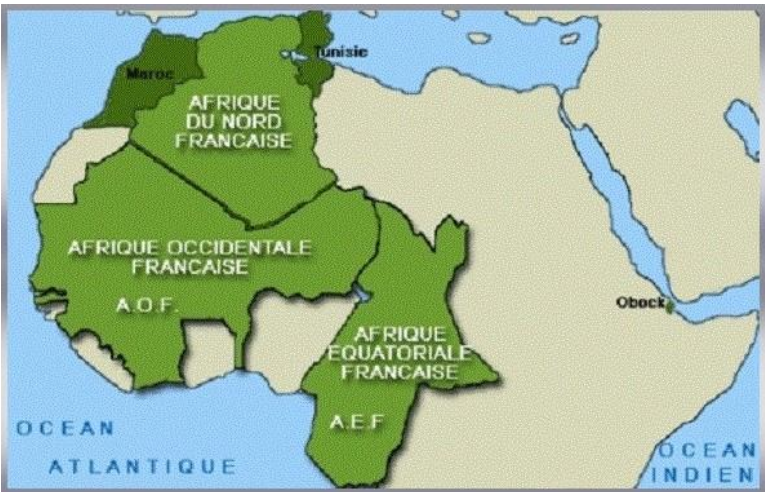 Maroc
Tunisie
AFRIQUE
DU NORD
FRANCAISE
AFRIQUE OCCIDENTALE
FRANCAISE
A.O.F.
Obock
AFRIQUE
EQUATORIALE
FRANCAISE
A.E.F
OCEAN
ATLANTIQUE
OCEAN
INDIEN